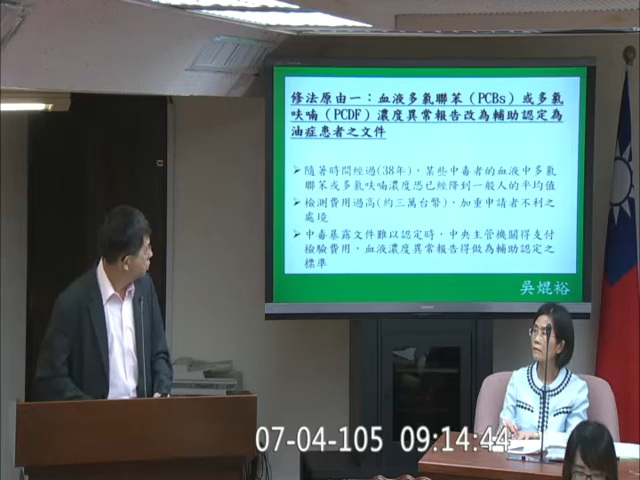 修法原由一：血液多氯聯苯（PCBs）或多氯
呋喃（PCDF）濃度異常報告改為輔助認定為
油症患者之文件
➢隨著時間經過(38年)，某些中毒者的血液中多氯
聯苯或多氯呋喃濃度恐已經降到一般人的平均值
➢檢測費用過高(約三萬台幣)，加重申請者不利之
處境
➢中毒暴露文件難以認定時，中央主管機關得支付
檢驗費用，血液濃度異常報告得做為輔助認定之
標準
吳焜裕
07-04-105 09:14:44